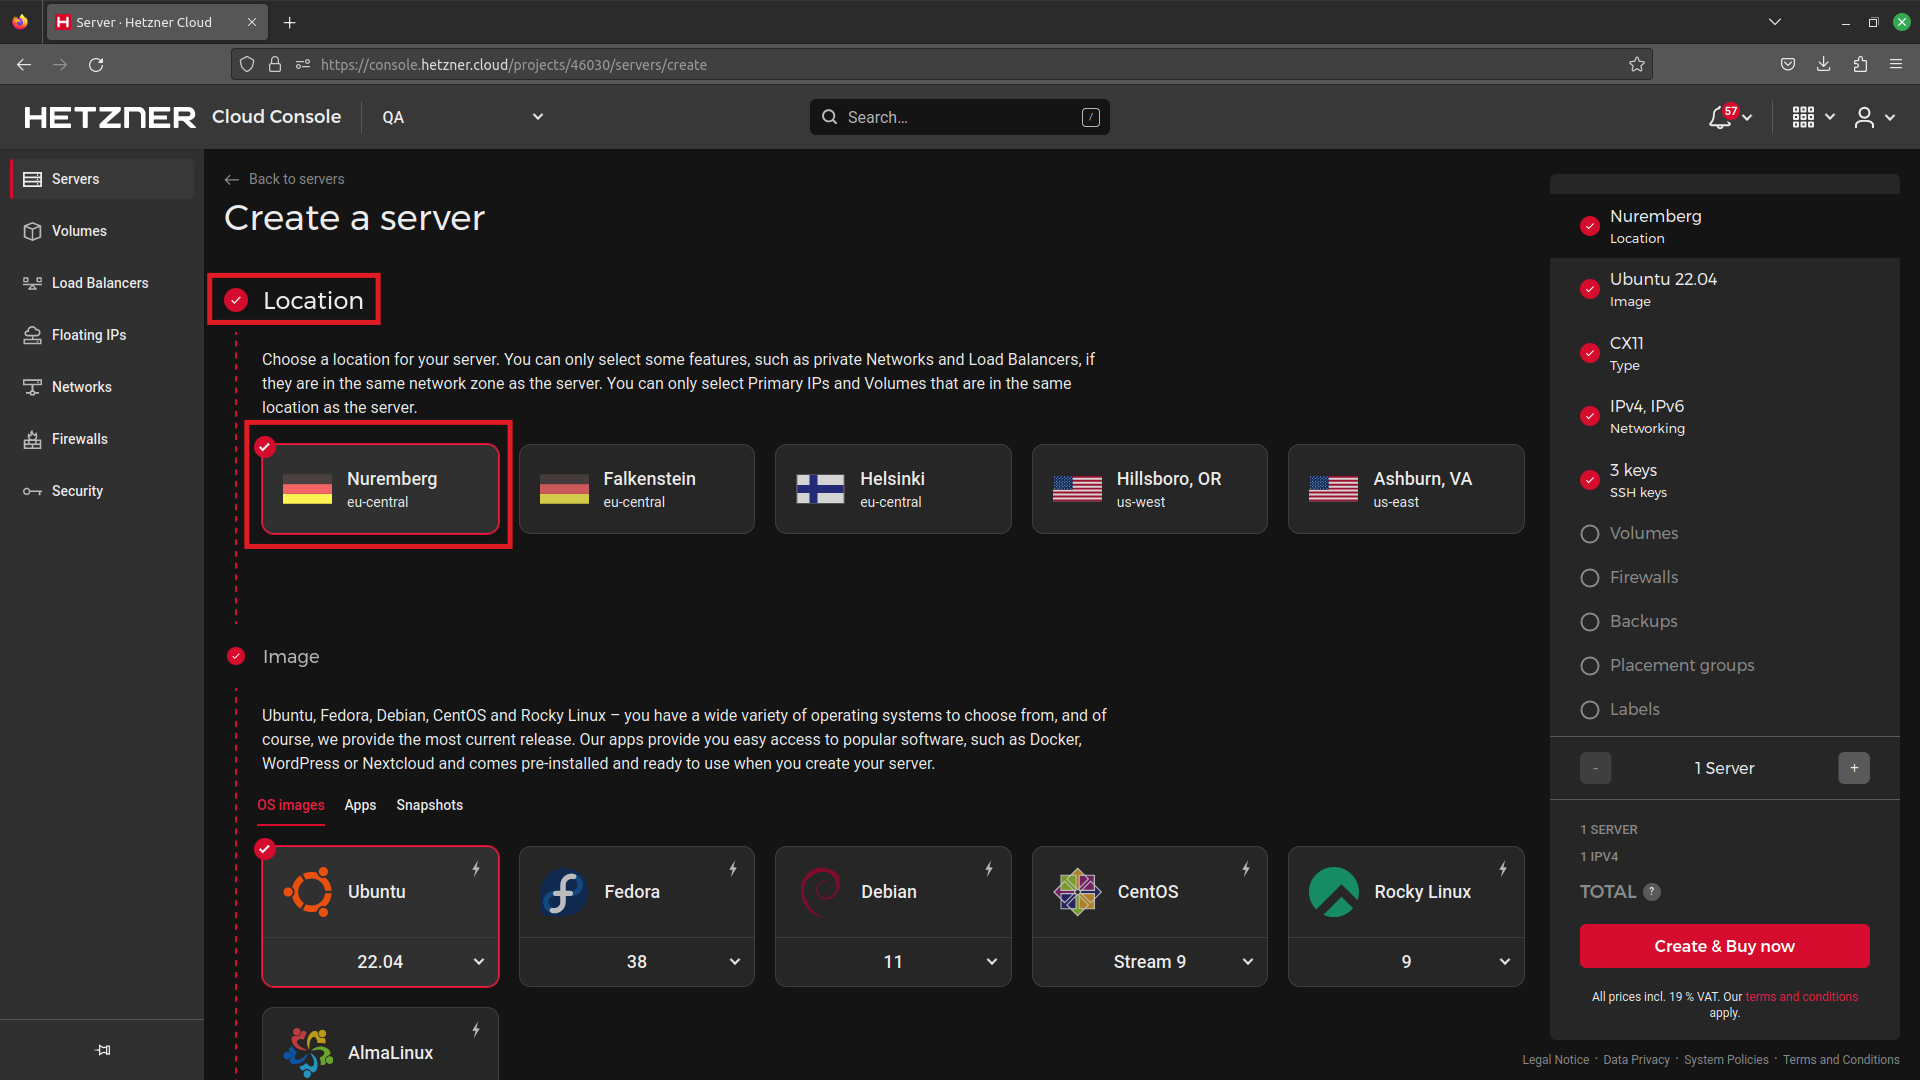 Server · Hetzner Cloud
https://console.hetzner.cloud/projects/46030/servers/create
HETZNER Cloud Console QA Search... / 57
Servers
Volumes
Load Balancers
Floating IPs
Networks
Firewalls
Security
Back to servers
Create a server
Location
Choose a location for your server. You can only select some features, such as private Networks and Load Balancers, if
they are in the same network zone as the server. You can only select Primary IPs and Volumes that are in the same
location as the server.
Nuremberg
eu-central
Falkenstein
eu-central
Helsinki
eu-central
Hillsboro, OR
us-west
Ashburn, VA
us-east
Image
Ubuntu, Fedora, Debian, CentOS and Rocky Linux – you have a wide variety of operating systems to choose from, and of
course, we provide the most current release. Our apps provide you easy access to popular software, such as Docker,
WordPress or Nextcloud and comes pre-installed and ready to use when you create your server.
OS images Apps Snapshots
Ubuntu
22.04
Fedora
38
Debian
11
CentOS
Stream 9
Rocky Linux
9
AlmaLinux
Nuremberg
Location
Ubuntu 22.04
Image
CX11
Type
IPv4, IPv6
Networking
3 keys
SSH keys
Volumes
Firewalls
Backups
Placement groups
Labels
- 1 Server +
1 SERVER
1 IPV4
TOTAL ?
Create & Buy now
All prices incl. 19 % VAT. Our terms and conditions
apply.
Legal Notice · Data Privacy · System Policies · Terms and Conditions